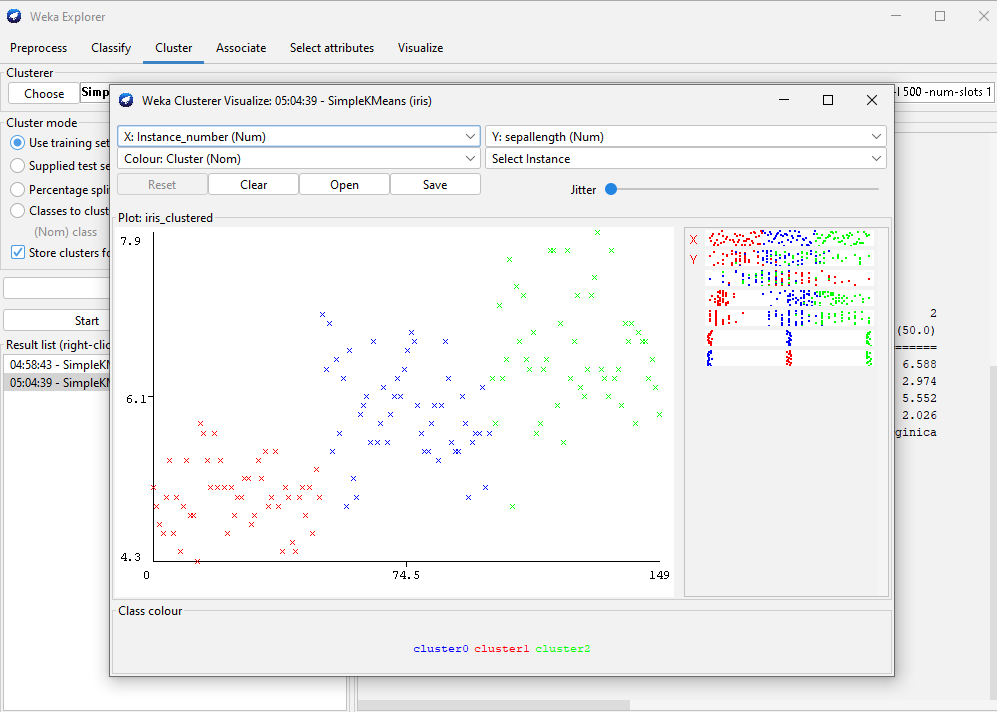 Weka Explorer
Preprocess Classify Cluster Associate Select attributes Visualize
Clusterer
Choose Simp -I 500 -num-slots 1
Weka Clusterer Visualize: 05:04:39 - SimpleKMeans (iris)
Cluster mode
Use training set
Supplied test se
Percentage spli
Classes to clust
(Nom) class
Store clusters fo
Start
Result list (right-clic
04:58:43 - SimpleKM
05:04:39 - SimpleKM
X: Instance_number (Num) Y: sepallength (Num)
Colour: Cluster (Nom) Select Instance
Reset Clear Open Save Jitter
Plot: iris_clustered
7.9
6.1
4.3
0 74.5 149
X
Y
Class colour
cluster0 cluster1 cluster2
2
(50.0)
======
6.588
2.974
5.552
2.026
ginica